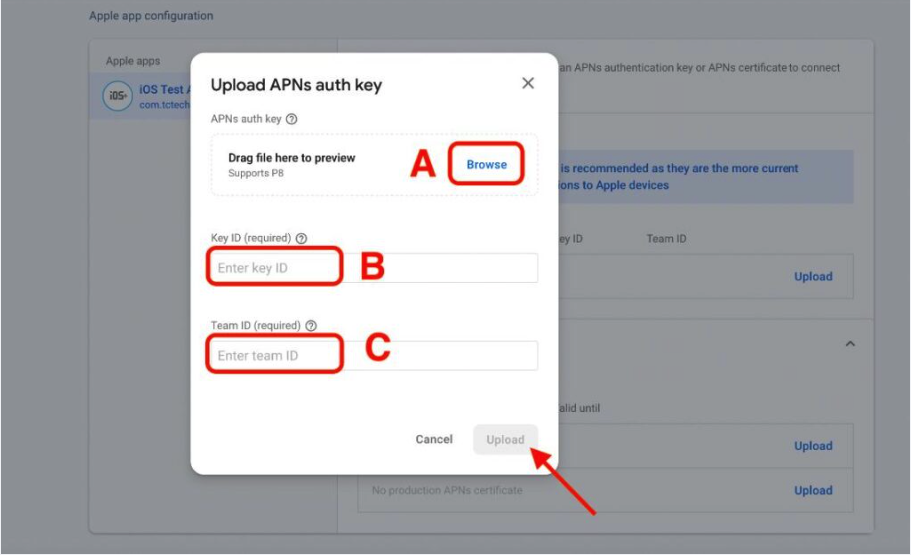 Apple app configuration
Apple apps
iOS
iOS Test
com.tctech
an APNs authentication key or APNs certificate to connect
Upload APNs auth key
APNs auth key
Drag file here to preview
Supports P8
A
Browse
is recommended as they are the more current
ions to Apple devices
Key ID (required)
Enter key ID
B
ey ID
Team ID
Upload
Team ID (required)
Enter team ID
C
alid until
Cancel
Upload
Upload
No production APNs certificate
Upload